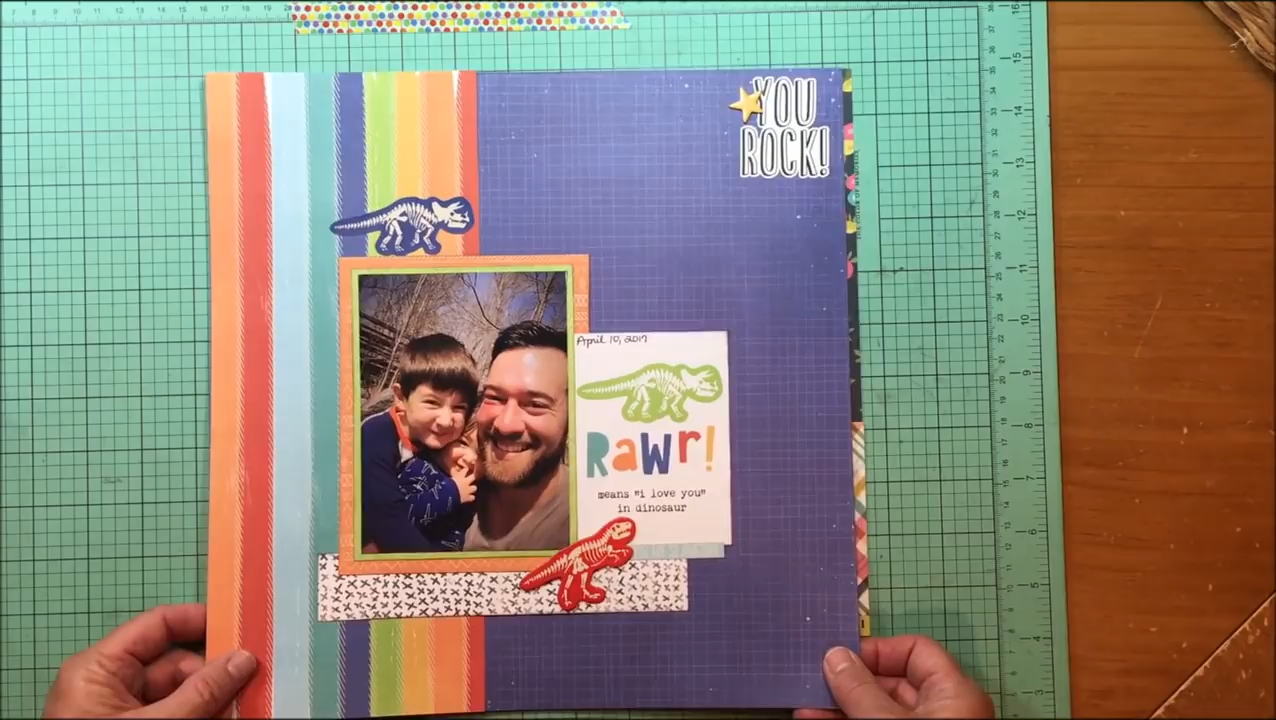 YOU
ROCK!
April 10, 2017
RAWR!
means "i love you"
in dinosaur